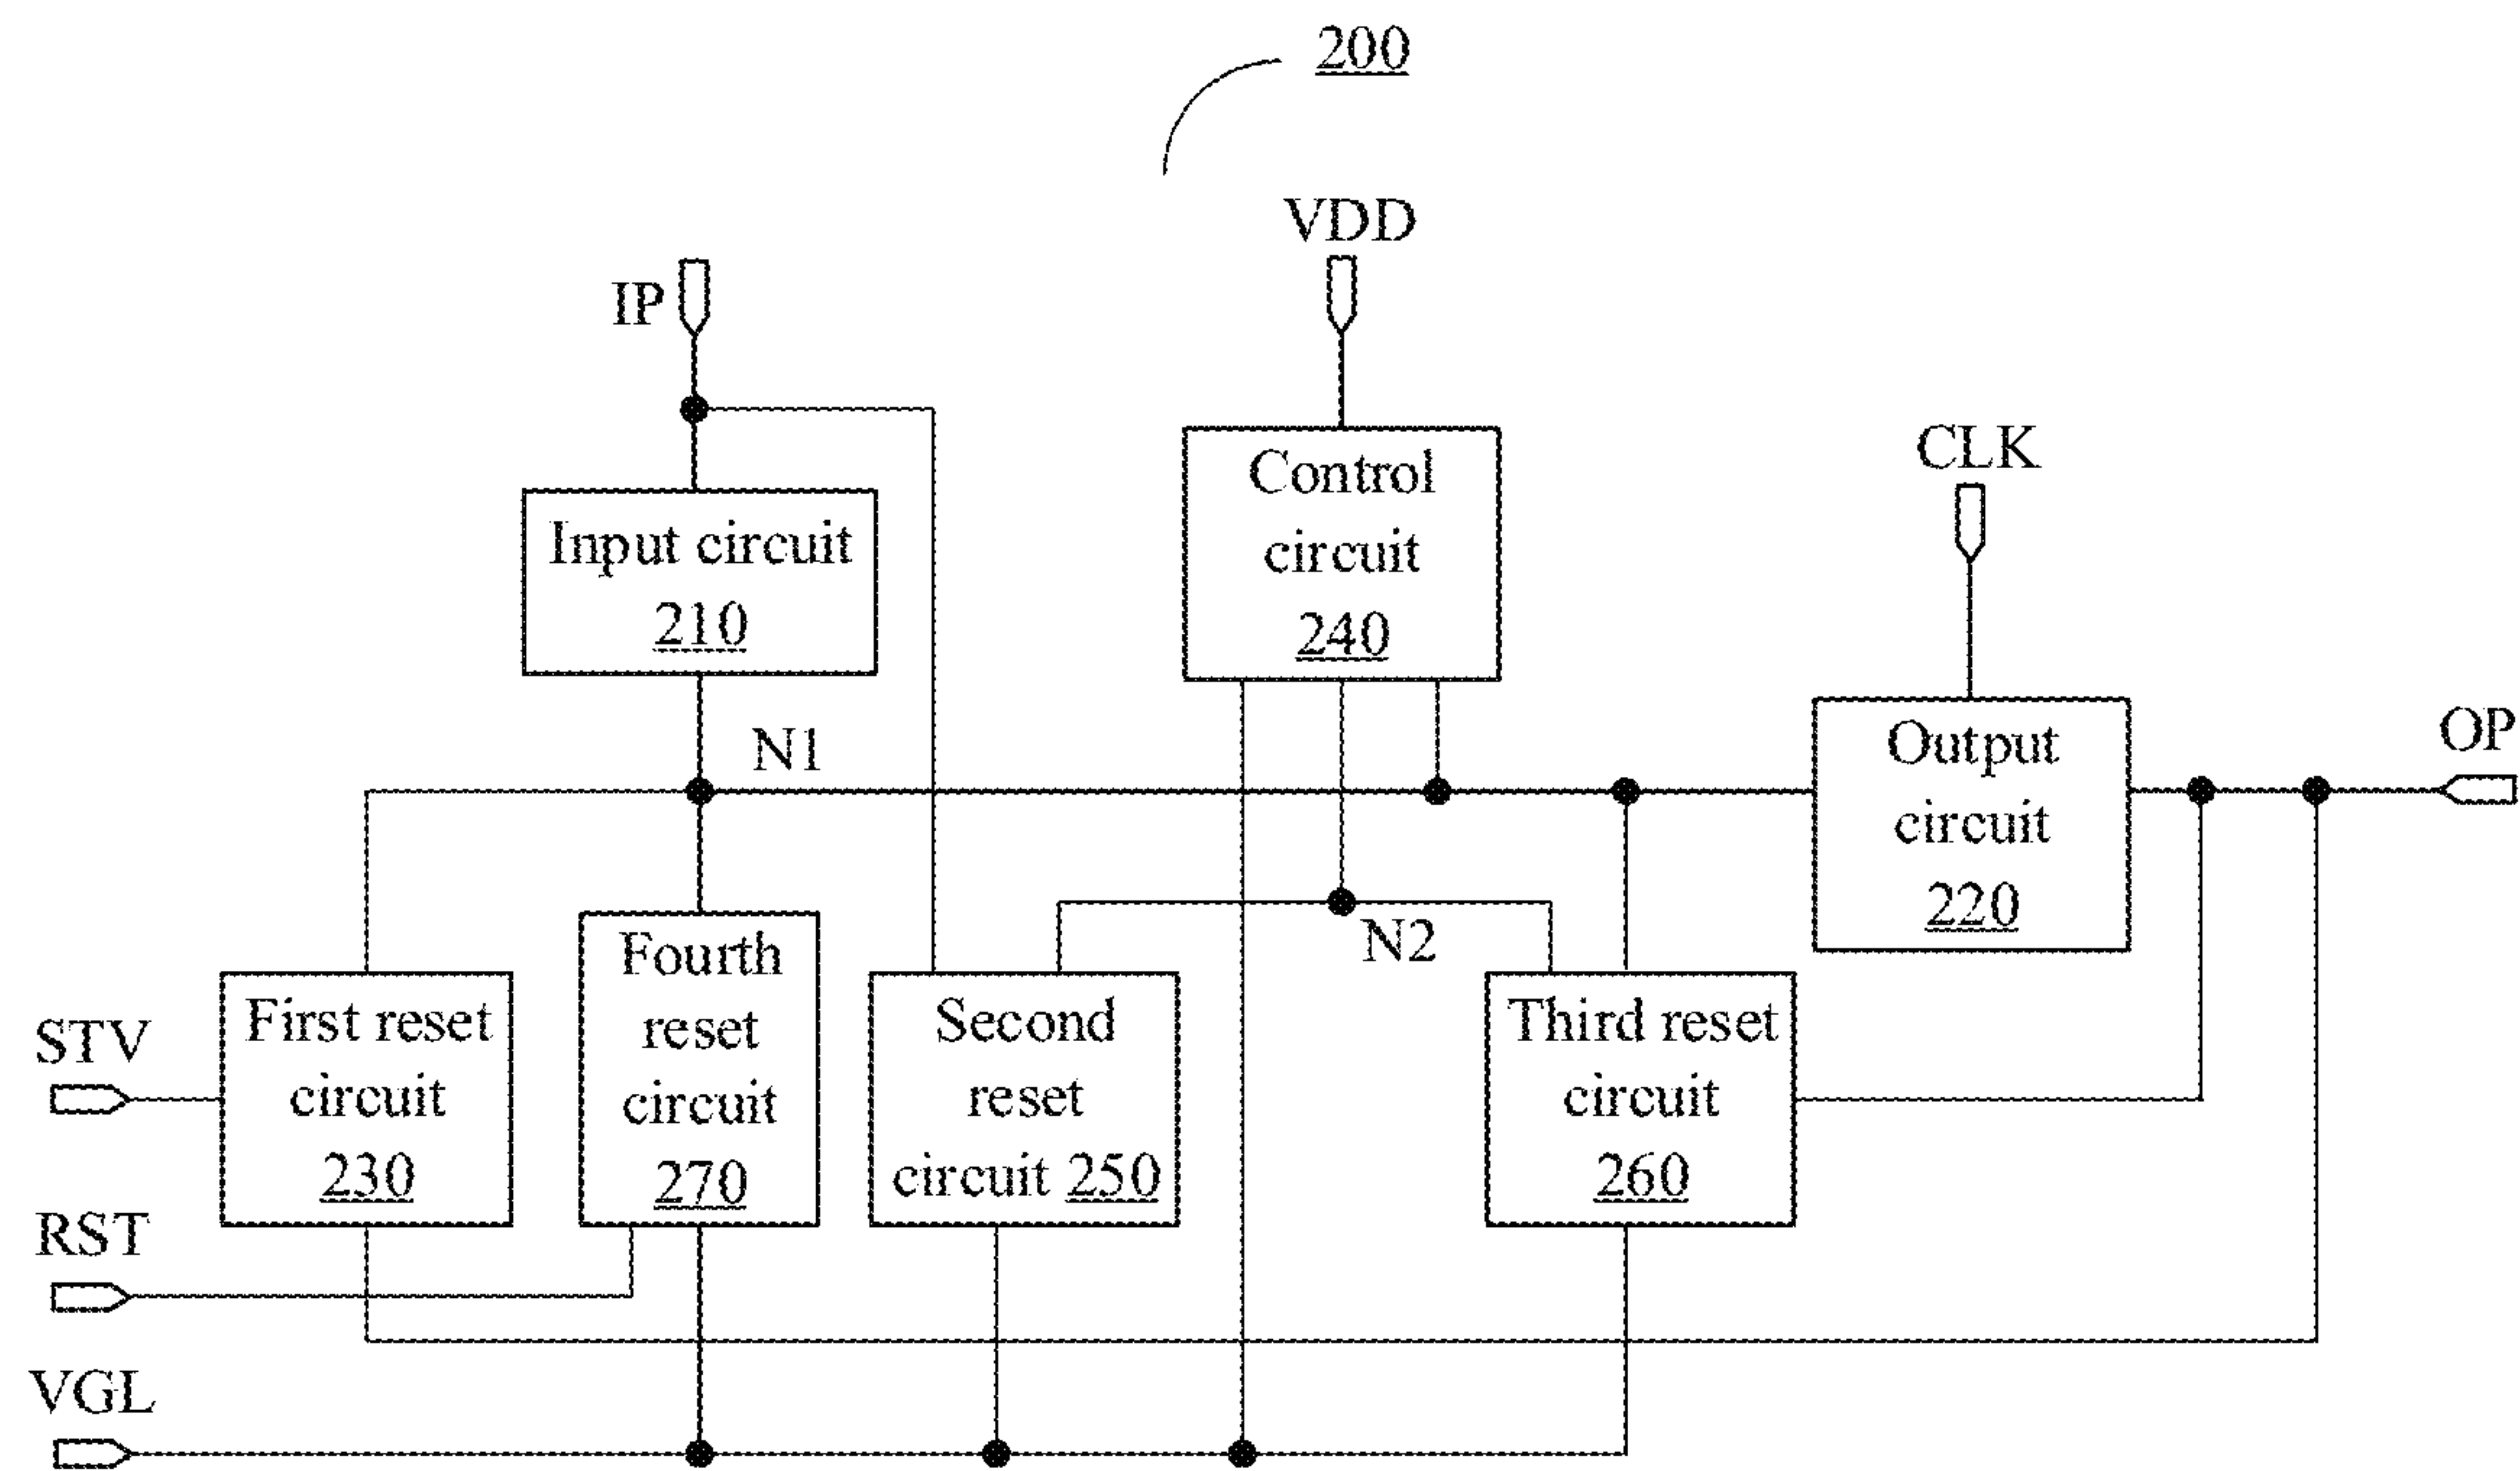 200
VDD
IP
CLK
Control
circuit
240
Input circuit
210
N1
Output
circuit
220
OP
N2
First reset
circuit
230
Fourth
reset
circuit
270
Second
reset
circuit 250
Third reset
circuit
260
STV
RST
VGL